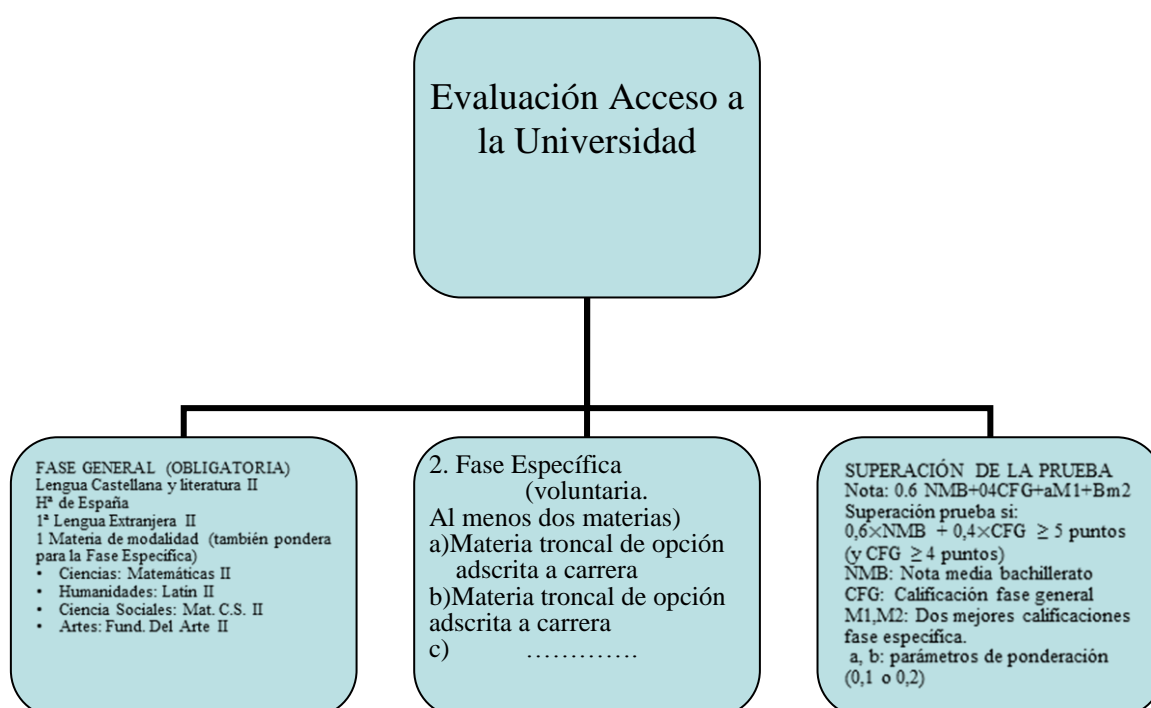 Evaluación Acceso a
la Universidad
FASE GENERAL (OBLIGATORIA)
Lengua Castellana y literatura II
Hª de España
1ª Lengua Extranjera II
1 Materia de modalidad (también pondera
para la Fase Especifica)
• Ciencias: Matemáticas II
• Humanidades: Latin II
• Ciencia Sociales: Mat. C.S. II
• Artes: Fund. Del Arte II
2. Fase Específica
(voluntaria.
Al menos dos materias)
a)Materia troncal de opción
adscrita a carrera
b)Materia troncal de opción
adscrita a carrera
c) ………….
SUPERACIÓN DE LA PRUEBA
Nota: 0.6 NMB+04CFG+aM1+Bm2
Superación prueba si:
0,6×NMB + 0,4×CFG ≥ 5 puntos
(y CFG ≥ 4 puntos)
NMB: Nota media bachillerato
CFG: Calificación fase general
M1,M2: Dos mejores calificaciones
fase específica.
a, b: parámetros de ponderación
(0,1 o 0,2)